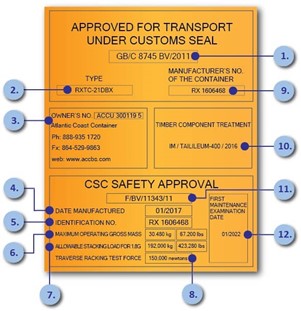 APPROVED FOR TRANSPORT
UNDER CUSTOMS SEAL
GB/C 8745 BV/2011
1.
TYPE
MANUFACTURER'S NO.
OF THE CONTAINER
2.
RXTC-21DBX
RX 1606468
9.
3.
OWNER'S NO. ACCU 300119 5
Atlantic Coast Container
Ph: 888-935 1720
Fx: 864-529-9863
web: www.accbs.com
TIMBER COMPONENT TREATMENT
IM / TAILILEUM-400 / 2016
10.
CSC SAFETY APPROVAL
F/BV/11343/11
11.
4.
DATE MANUFACTURED 01/2017
5.
IDENTIFICATION NO. RX 1606468
6.
MAXIMUM OPERATING GROSS MASS 30.480 kg 67,200 lbs
7.
ALLOWABLE STACKING LOAD FOR 1.8G 192,000 kg 423,280 lbs
TRAVERSE RACKING TEST FORCE 150,000 newtons
8.
FIRST
MAINTENANCE
EXAMINATION
DATE
01/2022
12.